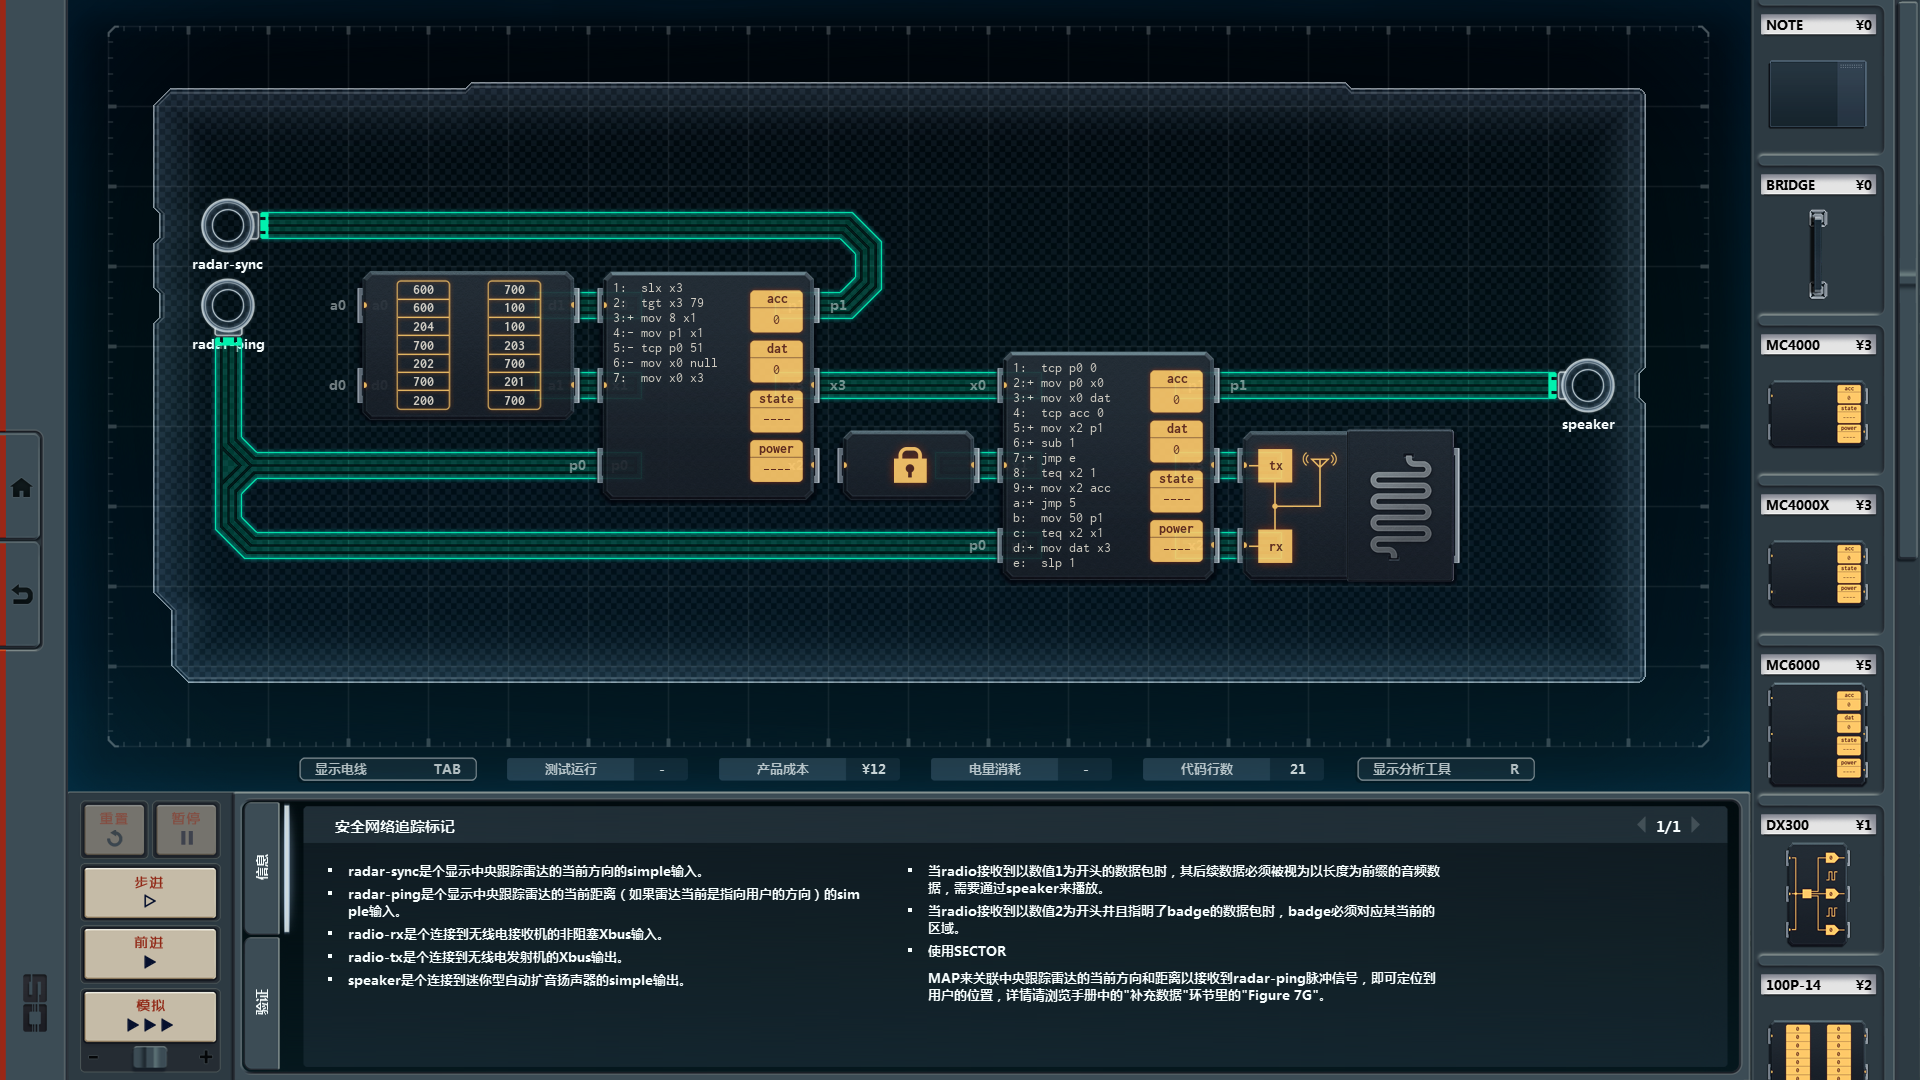 NOTE ¥0
BRIDGE ¥0
MC4000 ¥3
MC4000X ¥3
MC6000 ¥5
DX300 ¥1
100P-14 ¥2
radar-sync
radar-ping
a0
d0
600 700
600 100
204 100
700 203
202 700
700 201
200 700
1: slx x3
2: tgt x3 79
3:+ mov 8 x1
4:- mov p1 x1
5:- tcp p0 51
6:- mov x0 null
7: mov x0 x3
acc
0
dat
0
state
----
power
----
p1
x3
p0
x0
p0
1: tcp p0 0
2:+ mov p0 x0
3:+ mov x0 dat
4: tcp acc 0
5:+ mov x2 p1
6:+ sub 1
7:+ jmp e
8: teq x2 1
9:+ mov x2 acc
a:+ jmp 5
b: mov 50 p1
c: teq x2 x1
d:+ mov dat x3
e: slp 1
acc
0
dat
0
state
----
power
----
p1
tx
rx
speaker
显示电线 TAB
测试运行 -
产品成本 ¥12
电量消耗 -
代码行数 21
显示分析工具 R
重置
暂停
步进
前进
模拟
- +
信息
验证
安全网络追踪标记
1/1
radar-sync是个显示中央跟踪雷达的当前方向的simple输入。
radar-ping是个显示中央跟踪雷达的当前距离（如果雷达当前是指向用户的方向）的sim
ple输入。
radio-rx是个连接到无线电接收机的非阻塞Xbus输入。
radio-tx是个连接到无线电发射机的Xbus输出。
speaker是个连接到迷你型自动扩音扬声器的simple输出。
当radio接收到以数值1为开头的数据包时，其后续数据必须被视为以长度为前缀的音频数
据，需要通过speaker来播放。
当radio接收到以数值2为开头并且指明了badge的数据包时，badge必须对应其当前的
区域。
使用SECTOR
MAP来关联中央跟踪雷达的当前方向和距离以接收到radar-ping脉冲信号，即可定位到
用户的位置，详情请浏览手册中的"补充数据"环节里的"Figure 7G"。